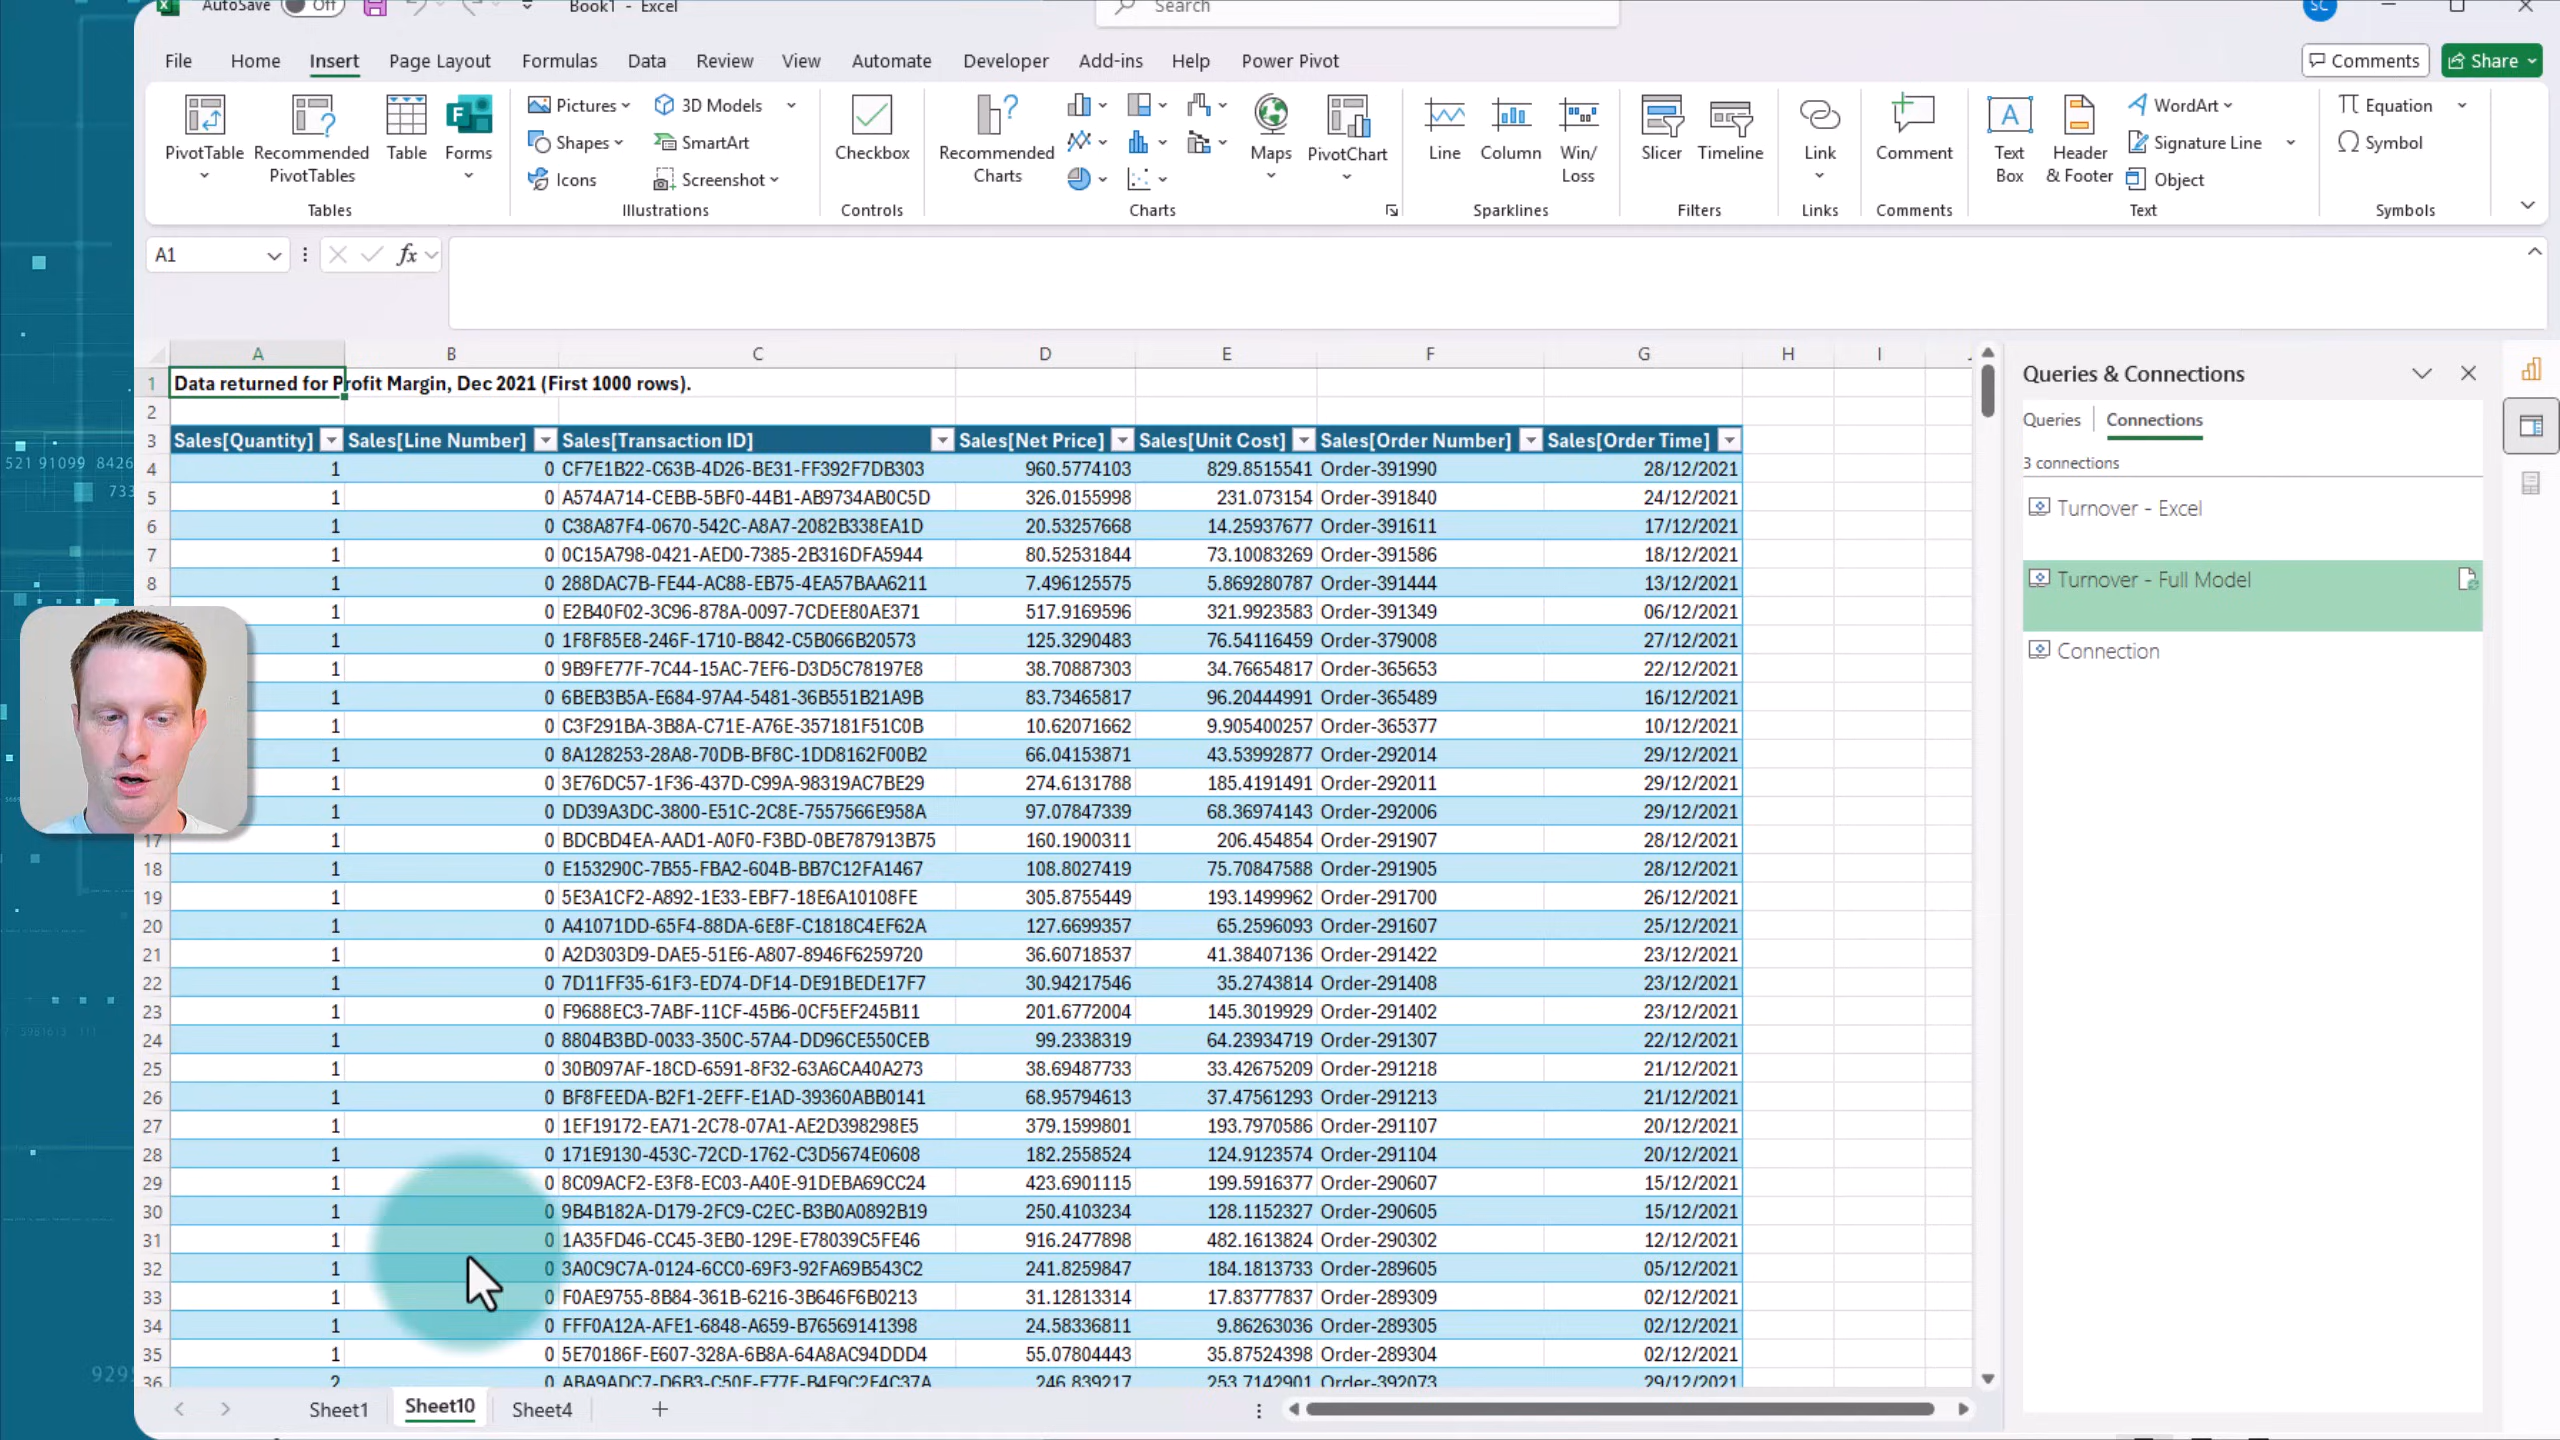 AutoSave Off Book1 - Excel Search SC
File Home Insert Page Layout Formulas Data Review View Automate Developer Add-ins Help Power Pivot Comments Share
PivotTable Recommended PivotTables Table Forms Tables
Pictures Shapes Icons 3D Models SmartArt Screenshot Illustrations
Checkbox Controls
Recommended Charts Maps PivotChart Charts
Line Column Win/Loss Sparklines
Slicer Timeline Filters
Link Links
Comment Comments
Text Box Header & Footer WordArt Signature Line Object Text
Equation Symbol Symbols
A1 fx
A B C D E F G H I
1 Data returned for Profit Margin, Dec 2021 (First 1000 rows).
2
3 Sales[Quantity] Sales[Line Number] Sales[Transaction ID] Sales[Net Price] Sales[Unit Cost] Sales[Order Number] Sales[Order Time]
4 1 0 CF7E1B22-C63B-4D26-BE31-FF392F7DB303 960.5774103 829.8515541 Order-391990 28/12/2021
5 1 0 A574A714-CEBB-5BF0-44B1-AB9734AB0C5D 326.0155998 231.073154 Order-391840 24/12/2021
6 1 0 C38A87F4-0670-542C-A8A7-2082B338EA1D 20.53257668 14.25937677 Order-391611 17/12/2021
7 1 0 0C15A798-0421-AED0-7385-2B316DFA5944 80.52531844 73.10083269 Order-391586 18/12/2021
8 1 0 288DAC7B-FE44-AC88-EB75-4EA57BAA6211 7.496125575 5.869280787 Order-391444 13/12/2021
1 0 E2B40F02-3C96-878A-0097-7CDEE80AE371 517.9169596 321.9923583 Order-391349 06/12/2021
1 0 1F8F85E8-246F-1710-B842-C5B066B20573 125.3290483 76.54116459 Order-379008 27/12/2021
1 0 9B9FE77F-7C44-15AC-7EF6-D3D5C78197E8 38.70887303 34.76654817 Order-365653 22/12/2021
1 0 6BEB3B5A-E684-97A4-5481-36B551B21A9B 83.73465817 96.20444991 Order-365489 16/12/2021
1 0 C3F291BA-3B8A-C71E-A76E-357181F51C0B 10.62071662 9.905400257 Order-365377 10/12/2021
1 0 8A128253-28A8-70DB-BF8C-1DD8162F00B2 66.04153871 43.53992877 Order-292014 29/12/2021
1 0 3E76DC57-1F36-437D-C99A-98319AC7BE29 274.6131788 185.4191491 Order-292011 29/12/2021
1 0 DD39A3DC-3800-E51C-2C8E-7557566E958A 97.07847339 68.36974143 Order-292006 29/12/2021
17 1 0 BDCBD4EA-AAD1-A0F0-F3BD-0BE787913B75 160.1900311 206.454854 Order-291907 28/12/2021
18 1 0 E153290C-7B55-FBA2-604B-BB7C12FA1467 108.8027419 75.70847588 Order-291905 28/12/2021
19 1 0 5E3A1CF2-A892-1E33-EBF7-18E6A10108FE 305.8755449 193.1499962 Order-291700 26/12/2021
20 1 0 A41071DD-65F4-88DA-6E8F-C1818C4EF62A 127.6699357 65.2596093 Order-291607 25/12/2021
21 1 0 A2D303D9-DAE5-51E6-A807-8946F6259720 36.60718537 41.38407136 Order-291422 23/12/2021
22 1 0 7D11FF35-61F3-ED74-DF14-DE91BEDE17F7 30.94217546 35.2743814 Order-291408 23/12/2021
23 1 0 F9688EC3-7ABF-11CF-45B6-0CF5EF245B11 201.6772004 145.3019929 Order-291402 23/12/2021
24 1 0 8804B3BD-0033-350C-57A4-DD96CE550CEB 99.2338319 64.23934719 Order-291307 22/12/2021
25 1 0 30B097AF-18CD-6591-8F32-63A6CA40A273 38.69487733 33.42675209 Order-291218 21/12/2021
26 1 0 BF8FEEDA-B2F1-2EFF-E1AD-39360ABB0141 68.95794613 37.47561293 Order-291213 21/12/2021
27 1 0 1EF19172-EA71-2C78-07A1-AE2D398298E5 379.1599801 193.7970586 Order-291107 20/12/2021
28 1 0 171E9130-453C-72CD-1762-C3D5674E0608 182.2558524 124.9123574 Order-291104 20/12/2021
29 1 0 8C09ACF2-E3F8-EC03-A40E-91DEBA69CC24 423.6901115 199.5916377 Order-290607 15/12/2021
30 1 0 9B4B182A-D179-2FC9-C2EC-B3B0A0892B19 250.4103234 128.1152327 Order-290605 15/12/2021
31 1 0 1A35FD46-CC45-3EB0-129E-E78039C5FE46 916.2477898 482.1613824 Order-290302 12/12/2021
32 1 0 3A0C9C7A-0124-6CC0-69F3-92FA69B543C2 241.8259847 184.1813733 Order-289605 05/12/2021
33 1 0 F0AE9755-8B84-361B-6216-3B646F6B0213 31.12813314 17.83777837 Order-289309 02/12/2021
34 1 0 FFF0A12A-AFE1-6848-A659-B76569141398 24.58336811 9.86263036 Order-289305 02/12/2021
35 1 0 5E70186F-E607-328A-6B8A-64A8AC94DDD4 55.07804443 35.87524398 Order-289304 02/12/2021
36 2 0 246.839217 253.7142901 Order-392073 29/12/2021
Sheet1 Sheet10 Sheet4
Queries & Connections
Queries Connections
3 connections
Turnover - Excel
Turnover - Full Model
Connection
521 91099 8426
733